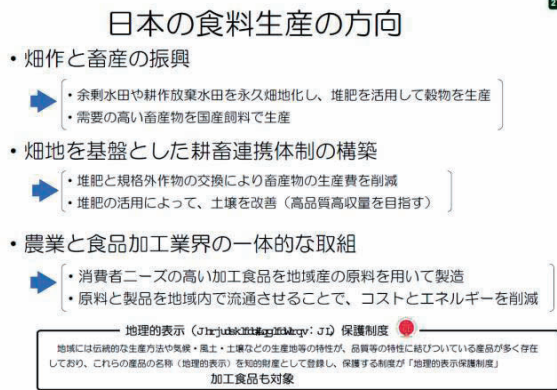 2
日本の食料生産の方向
・畑作と畜産の振興
・余剰水田や耕作放棄水田を永久畑地化し、堆肥を活用して穀物を生産
・需要の高い畜産物を国産飼料で生産
・畑地を基盤とした耕畜連携体制の構築
・堆肥と規格外作物の交換により畜産物の生産費を削減
・堆肥の活用によって、土壌を改善（高品質高収量を目指す）
・農業と食品加工業界の一体的な取組
・消費者ニーズの高い加工食品を地域産の原料を用いて製造
・原料と製品を地域内で流通させることで、コストとエネルギーを削減
地理的表示（ ）保護制度
地域には伝統的な生産方法や気候・風土・土壌などの生産地等の特性が、品質等の特性に結びついている産品が多く存在
しており、これらの産品の名称（地理的表示）を知的財産として登録し、保護する制度が「地理的表示保護制度」
加工食品も対象